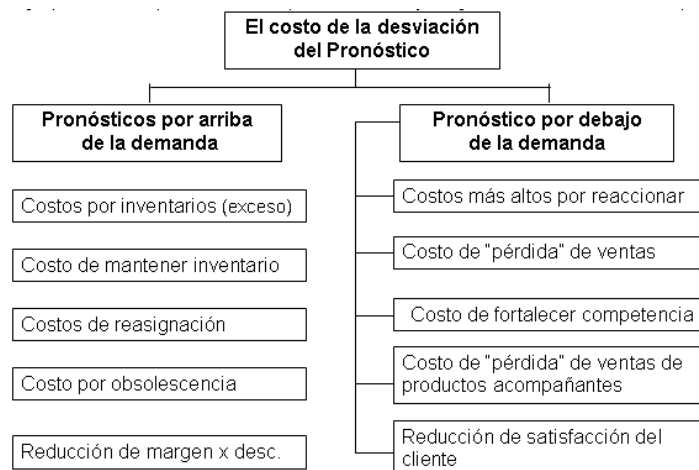 El costo de la desviación
del Pronóstico
Pronósticos por arriba
de la demanda
Costos por inventarios (exceso)
Costo de mantener inventario
Costos de reasignación
Costo por obsolescencia
Reducción de margen x desc.
Pronóstico por debajo
de la demanda
Costos más altos por reaccionar
Costo de "pérdida" de ventas
Costo de fortalecer competencia
Costo de "pérdida" de ventas de
productos acompañantes
Reducción de satisfacción del
cliente